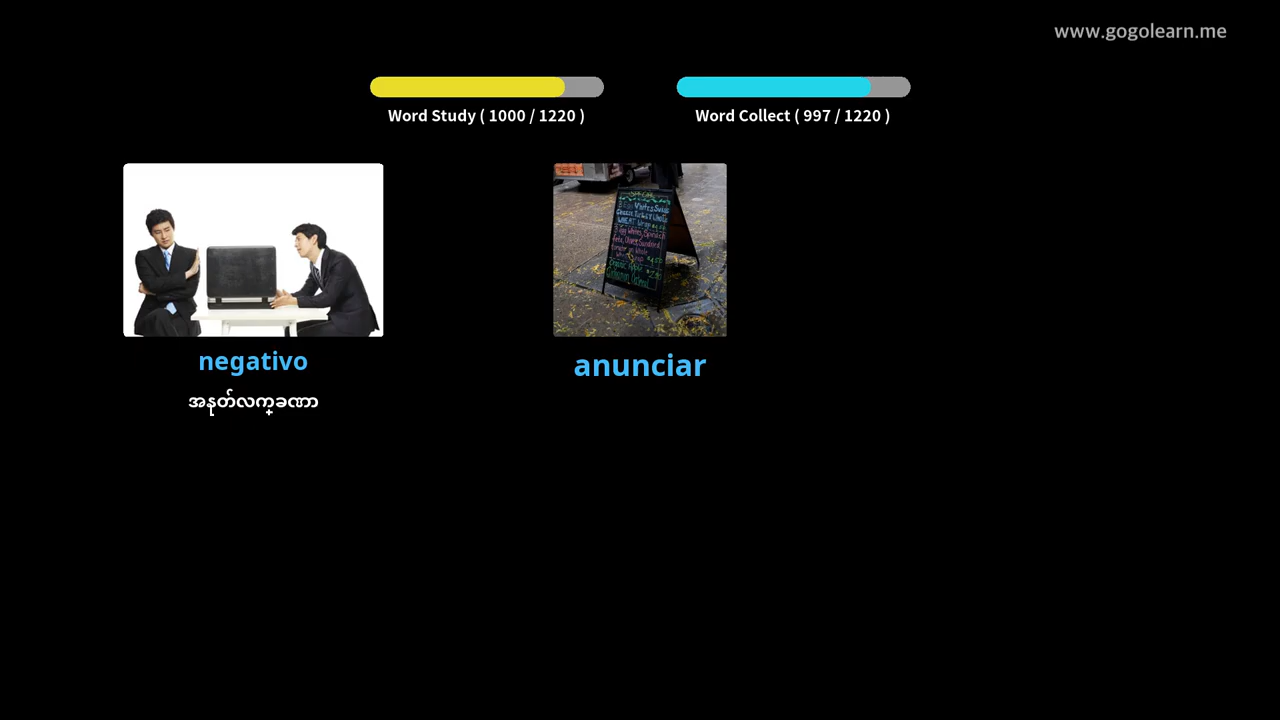 www.gogolearn.me
Word Study ( 1000 / 1220 )
Word Collect ( 997 / 1220 )
negativo
အနုတ်လက္ခဏာ
anunciar